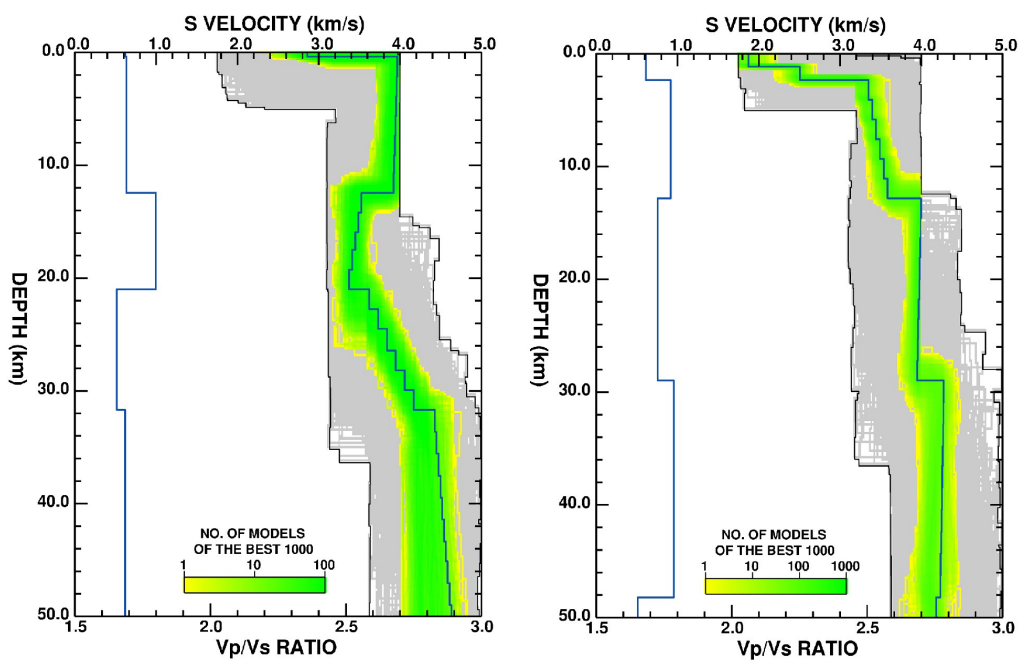 S VELOCITY (km/s)
0.0 1.0 2.0 3.0 4.0 5.0
0.0
10.0
20.0
30.0
40.0
50.0
DEPTH (km)
NO. OF MODELS
OF THE BEST 1000
1 10 100
1.5 2.0 2.5 3.0
Vp/Vs RATIO
S VELOCITY (km/s)
0.0 1.0 2.0 3.0 4.0 5.0
0.0
10.0
20.0
30.0
40.0
50.0
DEPTH (km)
NO. OF MODELS
OF THE BEST 1000
1 10 100 1000
1.5 2.0 2.5 3.0
Vp/Vs RATIO